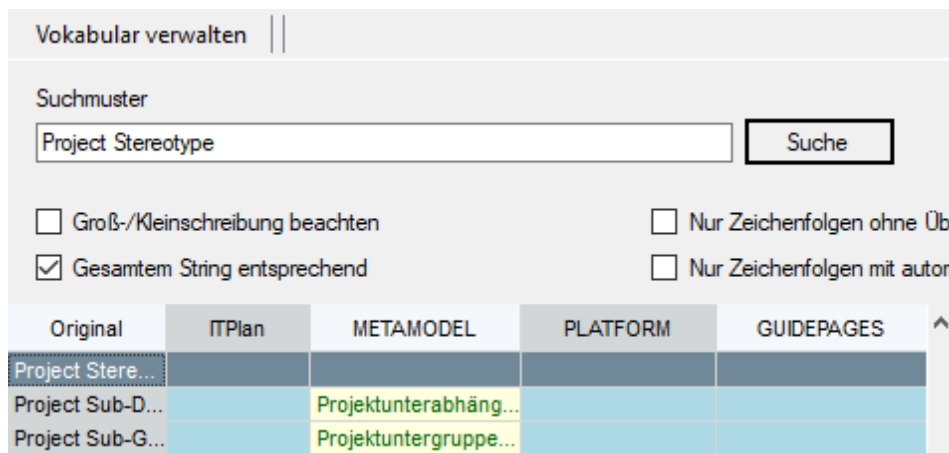 Vokabular verwalten
Suchmuster
Project Stereotype Suche
Groß-/Kleinschreibung beachten Nur Zeichenfolgen ohne Üb
Gesamtem String entsprechend Nur Zeichenfolgen mit autor
Original ITPlan METAMODEL PLATFORM GUIDEPAGES
Project Stere...
Project Sub-D... Projektunterabhäng...
Project Sub-G... Projektuntergruppe...